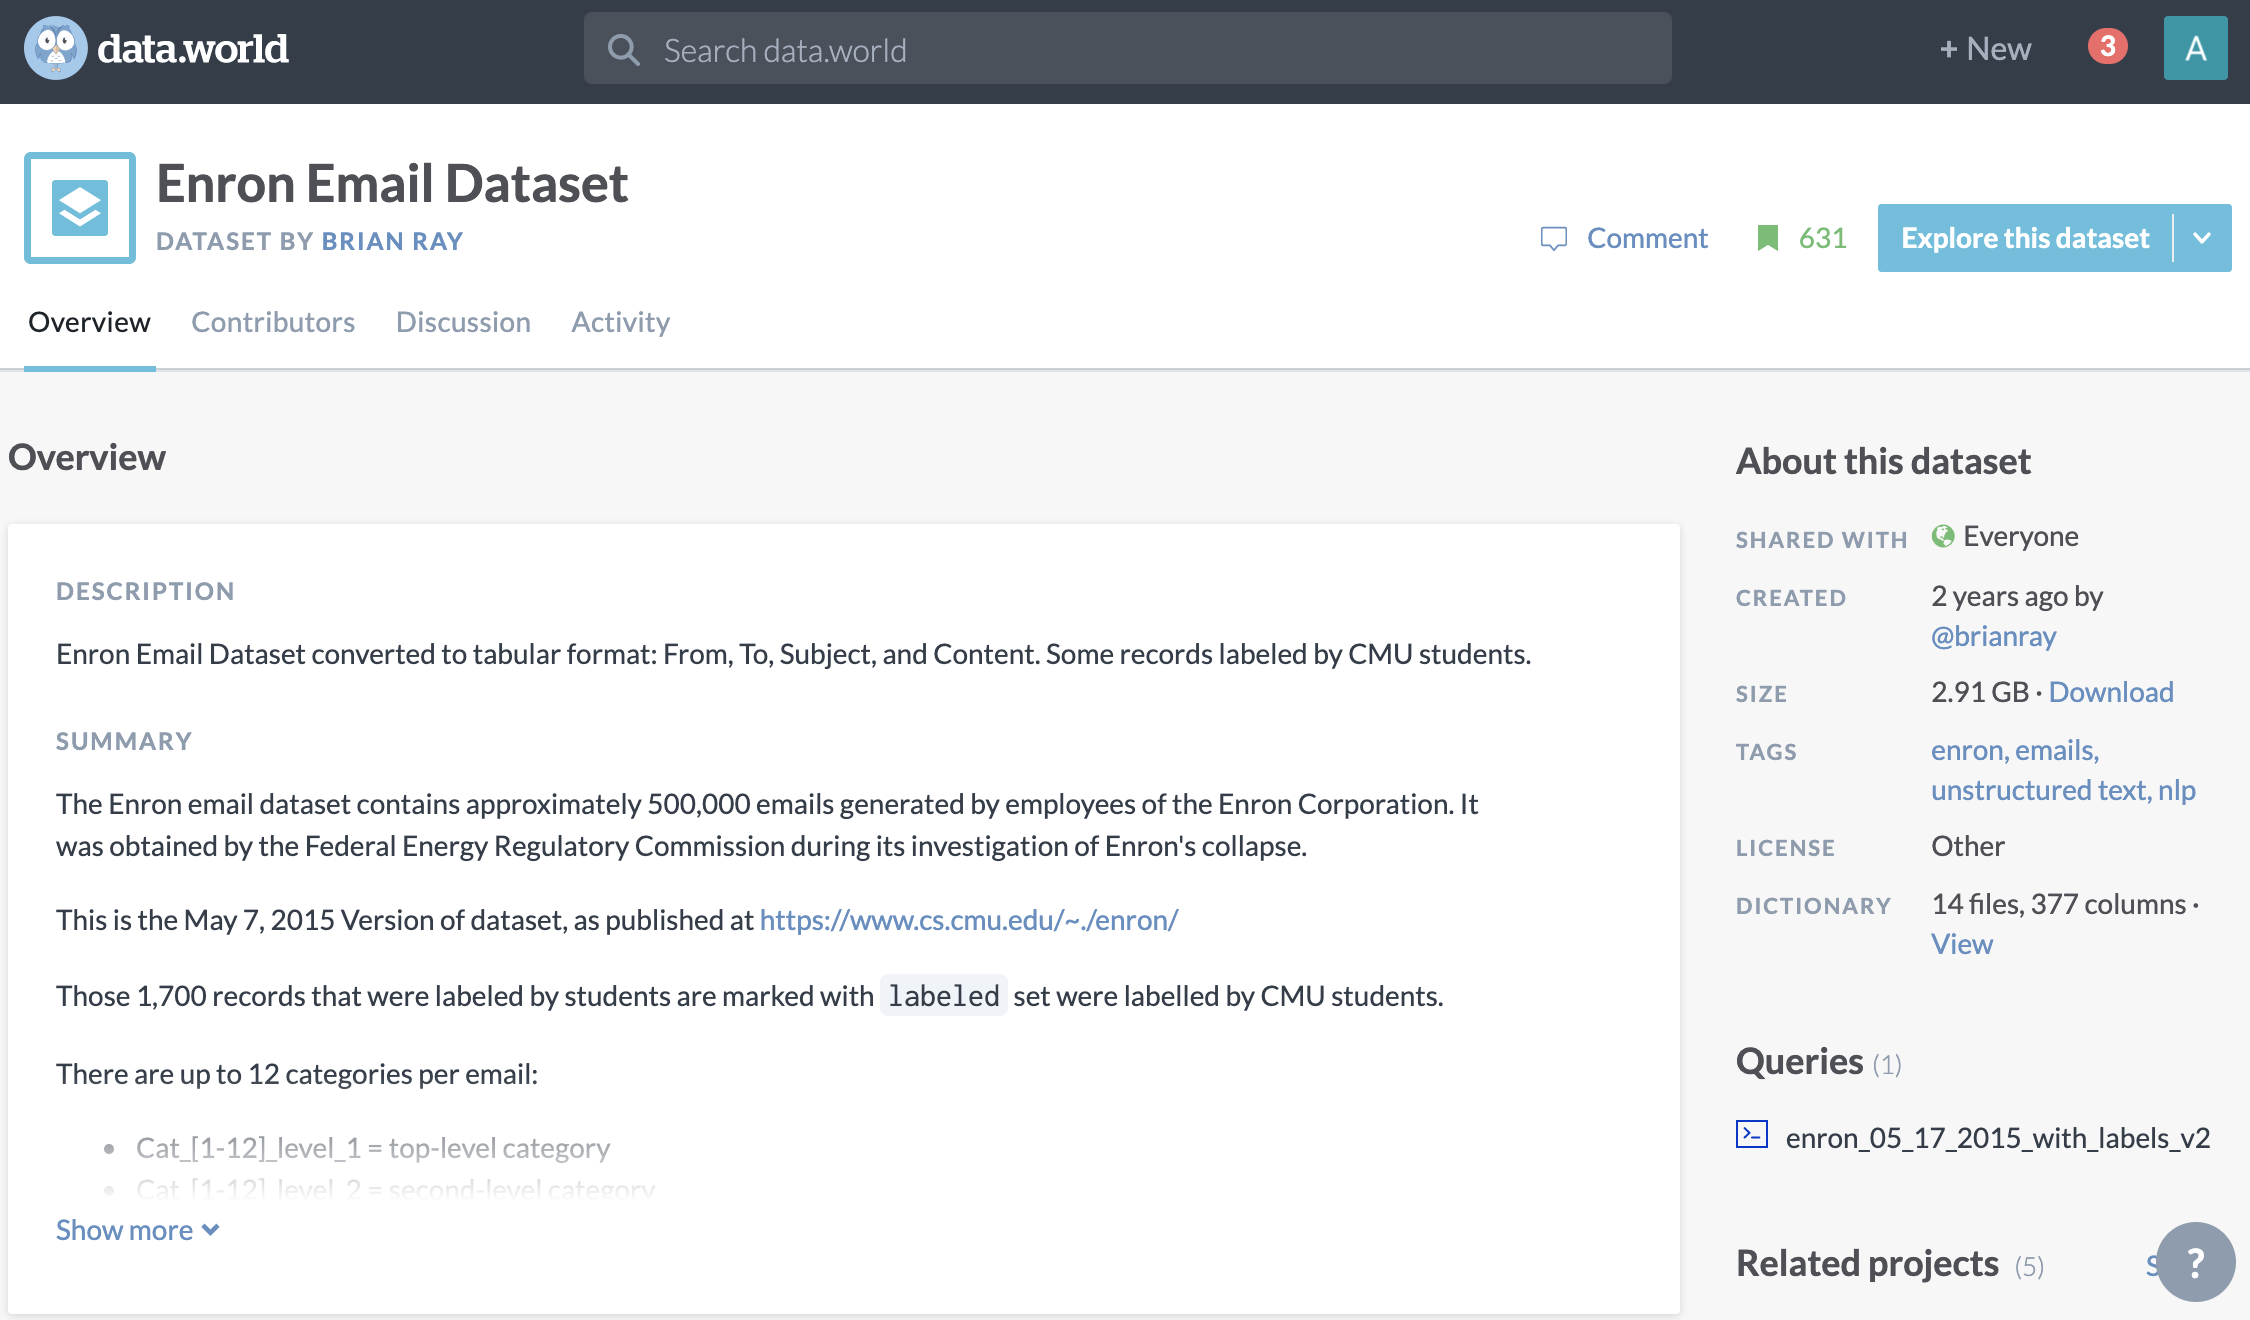 data.world
Search data.world
+ New
3
A
Enron Email Dataset
DATASET BY BRIAN RAY
Comment
631
Explore this dataset
Overview
Contributors
Discussion
Activity
Overview
DESCRIPTION
Enron Email Dataset converted to tabular format: From, To, Subject, and Content. Some records labeled by CMU students.
SUMMARY
The Enron email dataset contains approximately 500,000 emails generated by employees of the Enron Corporation. It
was obtained by the Federal Energy Regulatory Commission during its investigation of Enron's collapse.
This is the May 7, 2015 Version of dataset, as published at https://www.cs.cmu.edu/~./enron/
Those 1,700 records that were labeled by students are marked with labeled set were labelled by CMU students.
There are up to 12 categories per email:
• Cat_[1-12]_level_1 = top-level category
• Cat_[1-12]_level_2 = second-level category
Show more
About this dataset
SHARED WITH Everyone
CREATED 2 years ago by
@brianray
SIZE 2.91 GB · Download
TAGS enron, emails,
unstructured text, nlp
LICENSE Other
DICTIONARY 14 files, 377 columns ·
View
Queries (1)
enron_05_17_2015_with_labels_v2
Related projects (5)
?